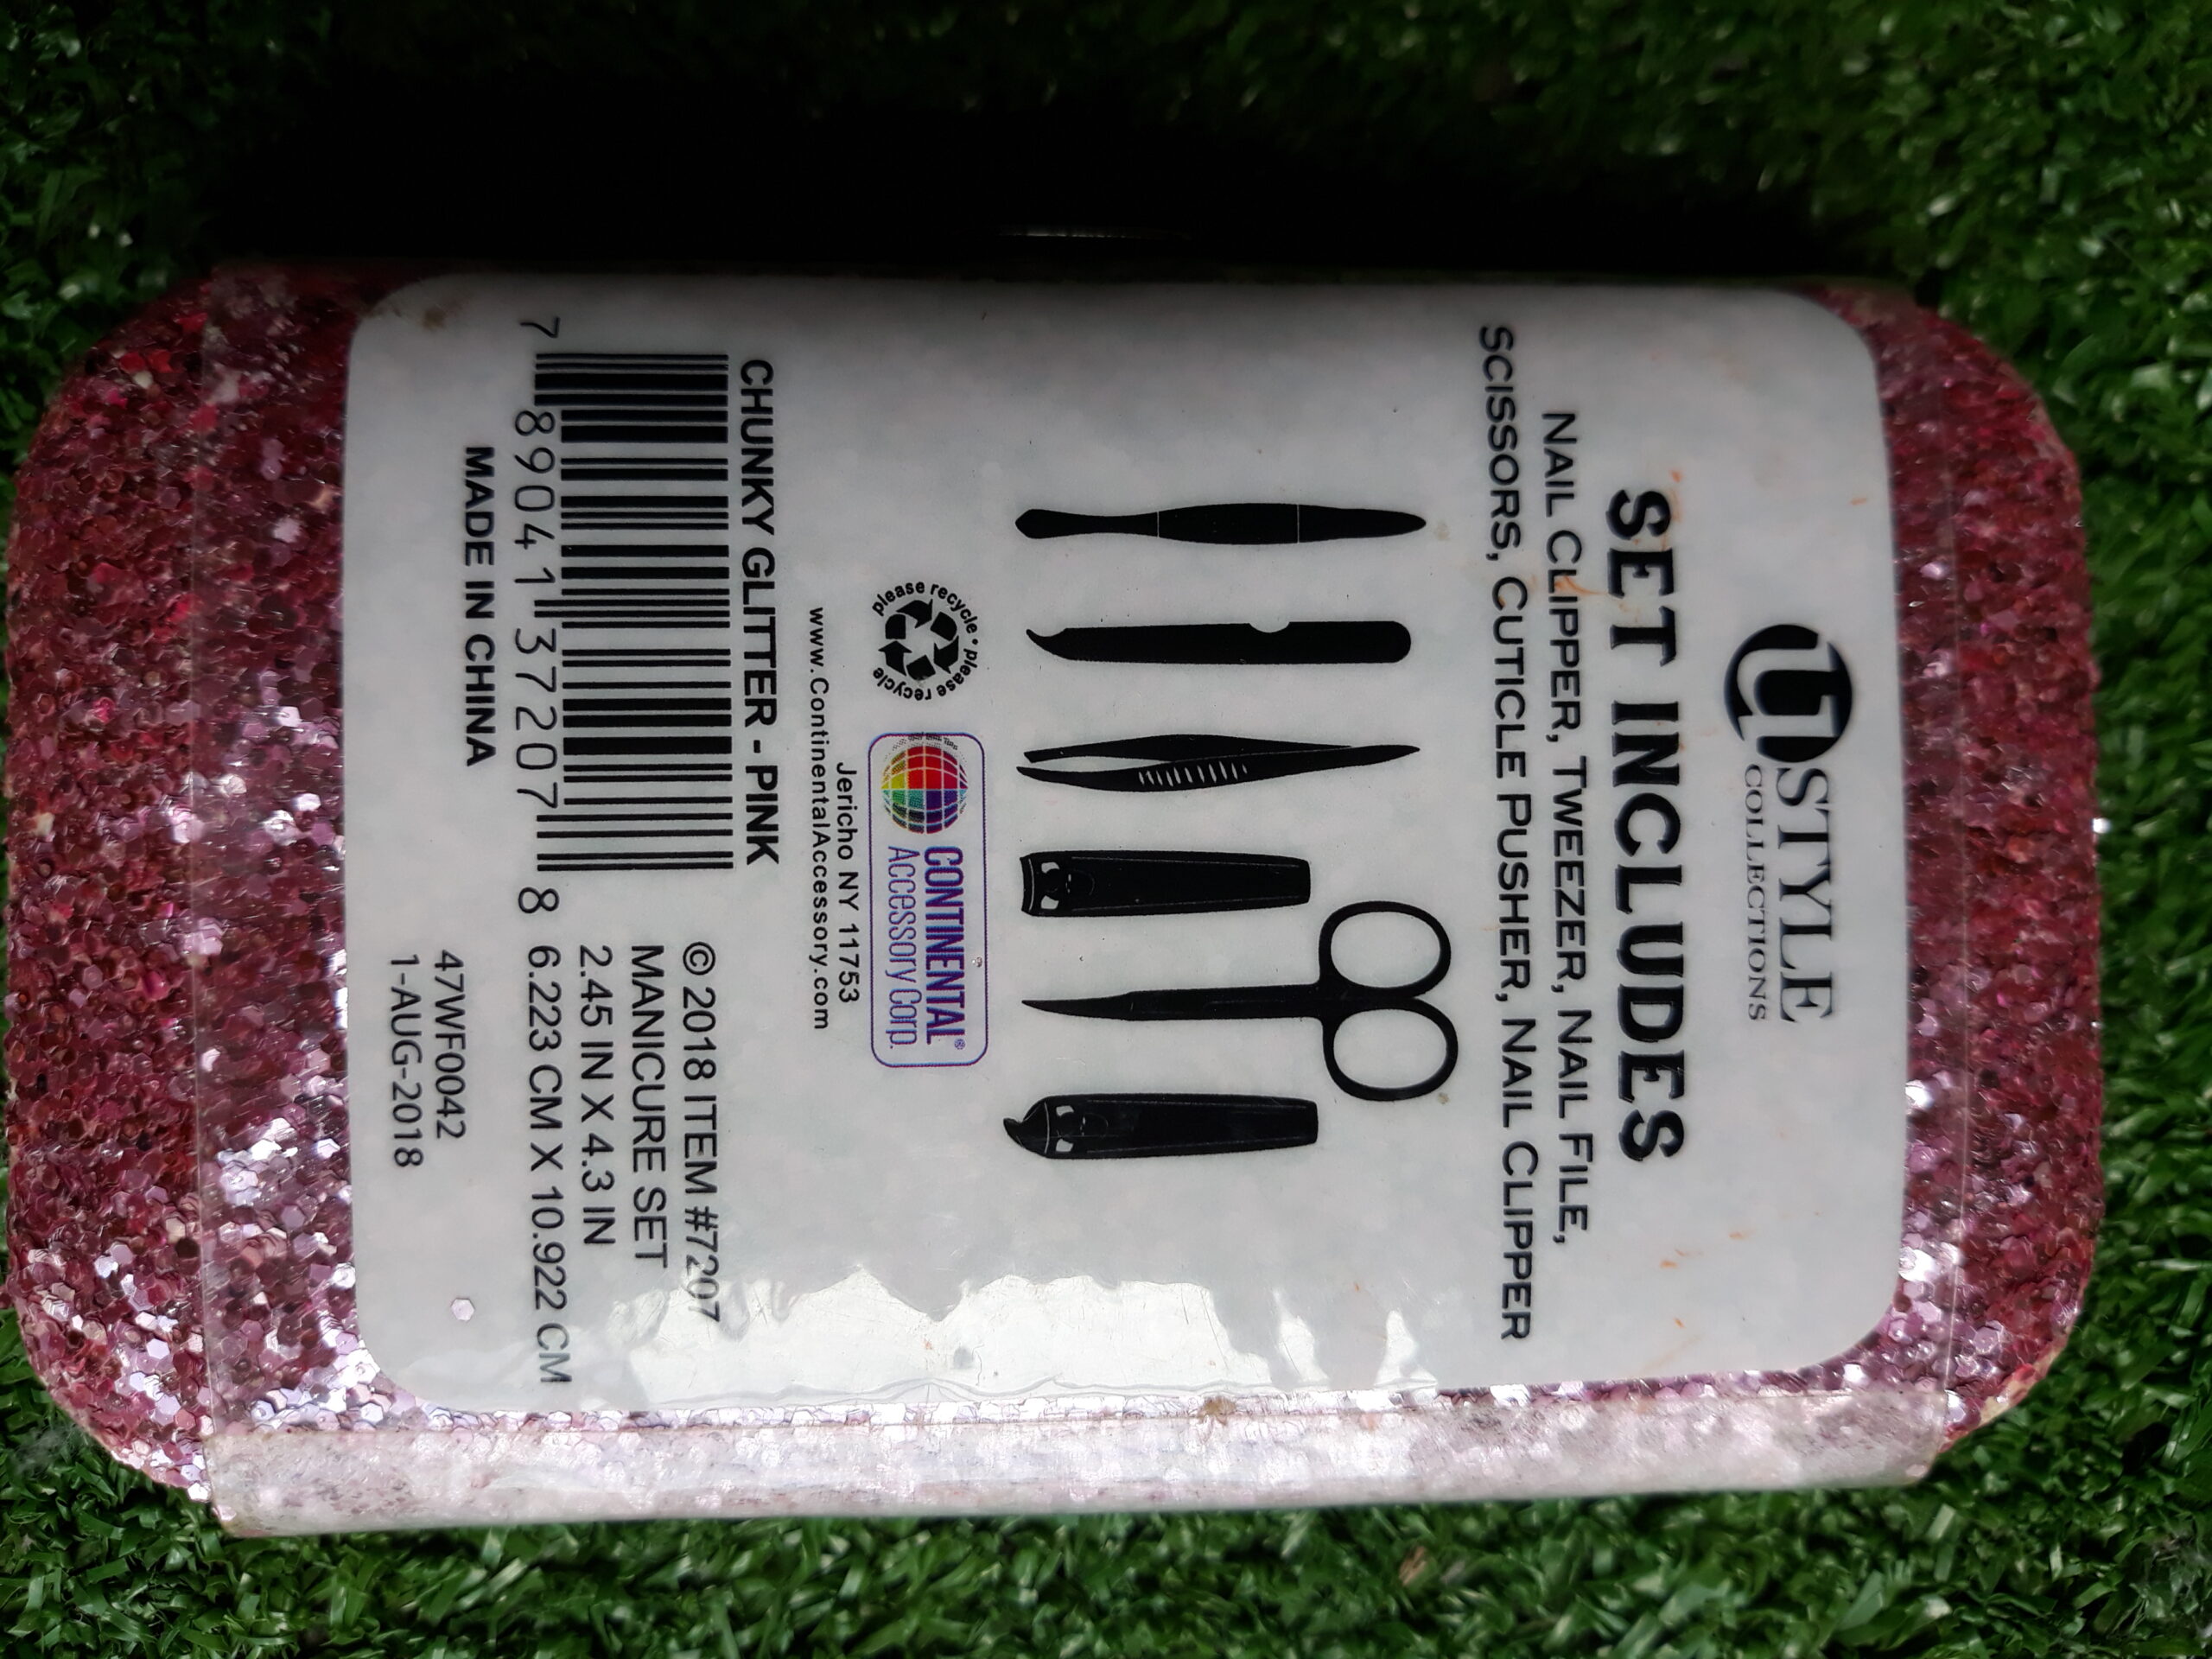 U STYLE
COLLECTIONS
SET INCLUDES
NAIL CLIPPER, TWEEZER, NAIL FILE,
SCISSORS, CUTICLE PUSHER, NAIL CLIPPER
please recycle • please recycle
CONTINENTAL®
Accessory Corp.
Jericho NY 11753
www.ContinentalAccessory.com
CHUNKY GLITTER - PINK
7 89041 37207 8
MADE IN CHINA
© 2018 ITEM #7207
MANICURE SET
2.45 IN X 4.3 IN
6.223 CM X 10.922 CM
47WF0042
1-AUG-2018